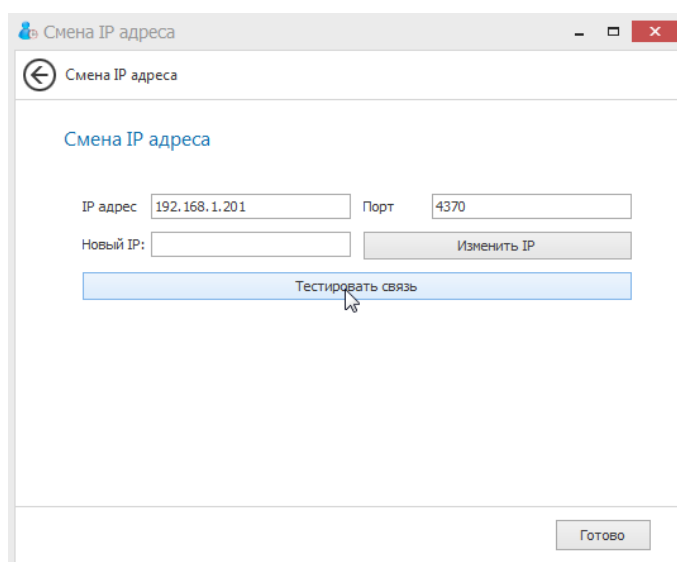 Смена IP адреса
Смена IP адреса
Смена IP адреса
IP адрес 192.168.1.201 Порт 4370
Новый IP: Изменить IP
Тестировать связь
Готово